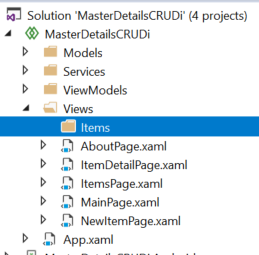 Solution 'MasterDetailsCRUDi' (4 projects)
MasterDetailsCRUDi
Models
Services
ViewModels
Views
Items
AboutPage.xaml
ItemDetailPage.xaml
ItemsPage.xaml
MainPage.xaml
NewItemPage.xaml
App.xaml